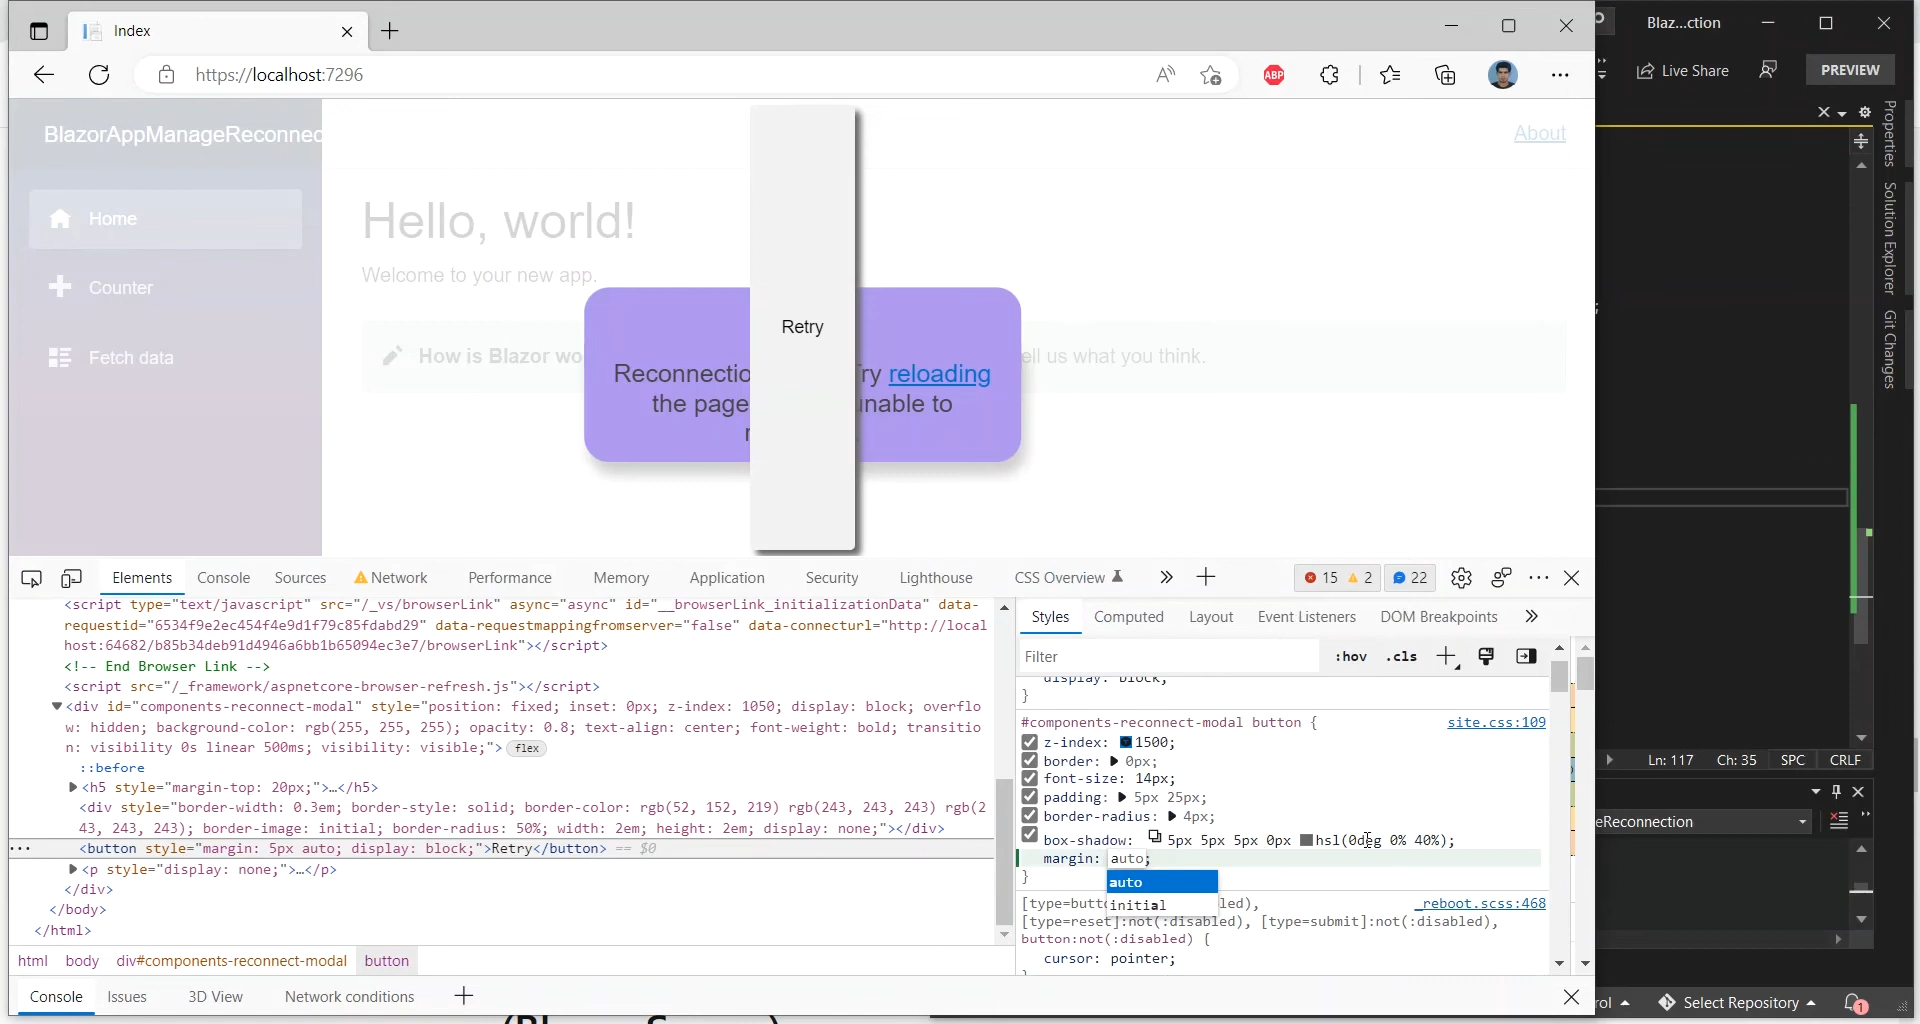 Index
Blaz...ction
https://localhost:7296
ABP
Live Share
PREVIEW
BlazorAppManageReconnec
About
Home
Counter
Fetch data
Hello, world!
Welcome to your new app.
Retry
How is Blazor wo
ell us what you think.
Reconnectio
ry reloading
the page
unable to
Properties
Solution Explorer
Git Changes
Elements
Console
Sources
Network
Performance
Memory
Application
Security
Lighthouse
CSS Overview
15
2
22
<script type="text/javascript" src="/_vs/browserLink" async="async" id="__browserLink_initializationData" data-
requestid="6534f9e2ec454f4e9d1f79c85fdabd29" data-requestmappingfromserver="false" data-connecturl="http://local
host:64682/b85b34deb91d4946a6bb1b65094ec3e7/browserLink"></script>
<!-- End Browser Link -->
<script src="/_framework/aspnetcore-browser-refresh.js"></script>
<div id="components-reconnect-modal" style="position: fixed; inset: 0px; z-index: 1050; display: block; overflo
w: hidden; background-color: rgb(255, 255, 255); opacity: 0.8; text-align: center; font-weight: bold; transitio
n: visibility 0s linear 500ms; visibility: visible;"> flex
::before
<h5 style="margin-top: 20px;">…</h5>
<div style="border-width: 0.3em; border-style: solid; border-color: rgb(52, 152, 219) rgb(243, 243, 243) rgb(2
43, 243, 243); border-image: initial; border-radius: 50%; width: 2em; height: 2em; display: none;"></div>
<button style="margin: 5px auto; display: block;">Retry</button> == $0
<p style="display: none;">…</p>
</div>
</body>
</html>
html
body
div#components-reconnect-modal
button
Styles
Computed
Layout
Event Listeners
DOM Breakpoints
Filter
:hov
.cls
display: block;
}
#components-reconnect-modal button {
site.css:109
z-index: 1500;
border: 0px;
font-size: 14px;
padding: 5px 25px;
border-radius: 4px;
box-shadow: 5px 5px 5px 0px hsl(0deg 0% 40%);
margin: auto;
}
auto
initial
[type=butt
led),
_reboot.scss:468
[type=reset]:not(:disabled), [type=submit]:not(:disabled),
button:not(:disabled) {
cursor: pointer;
Console
Issues
3D View
Network conditions
Ln: 117
Ch: 35
SPC
CRLF
eReconnection
rol
Select Repository
1